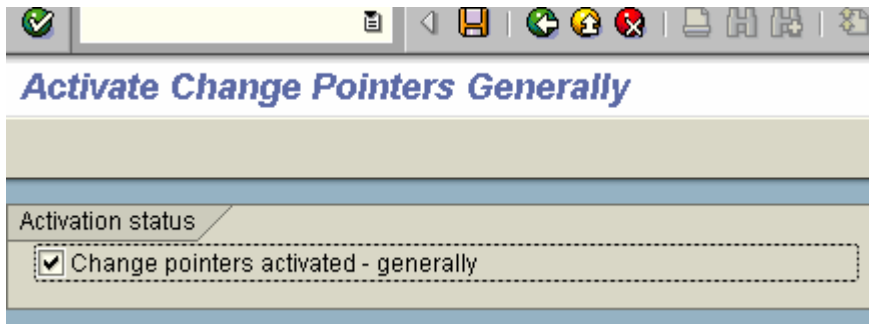 Activate Change Pointers Generally
Activation status
Change pointers activated - generally